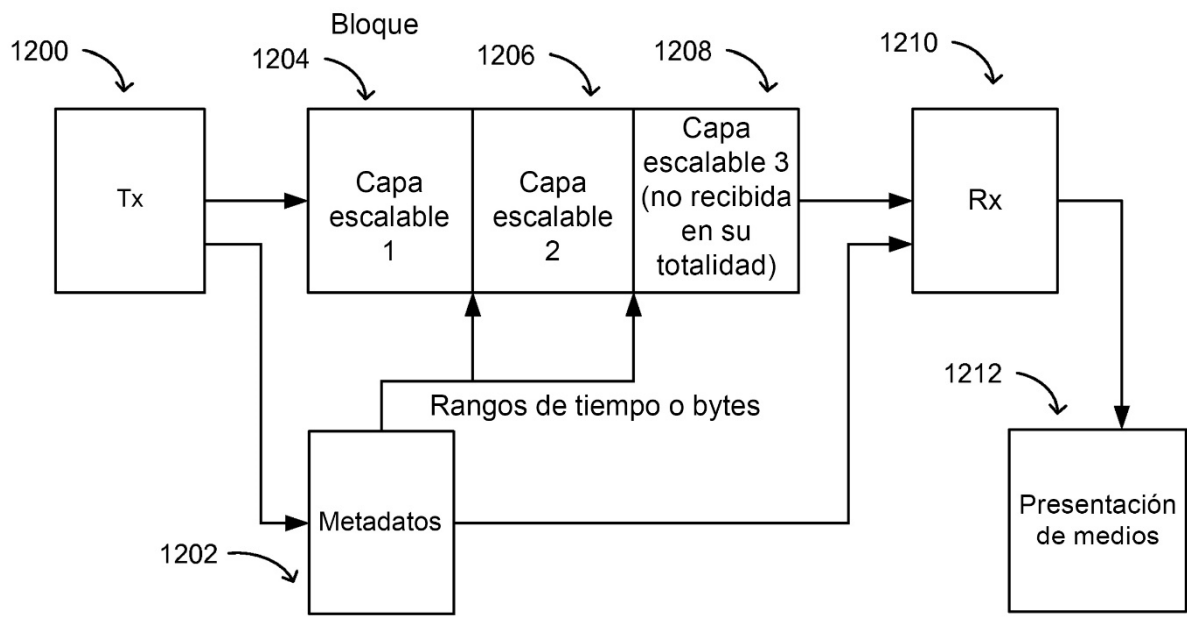 Bloque
1200
1204
1206
1208
1210
Tx
Capa
escalable
1
Capa
escalable
2
Capa
escalable 3
(no recibida
en su
totalidad)
Rx
Rangos de tiempo o bytes
1212
Metadatos
1202
Presentación
de medios